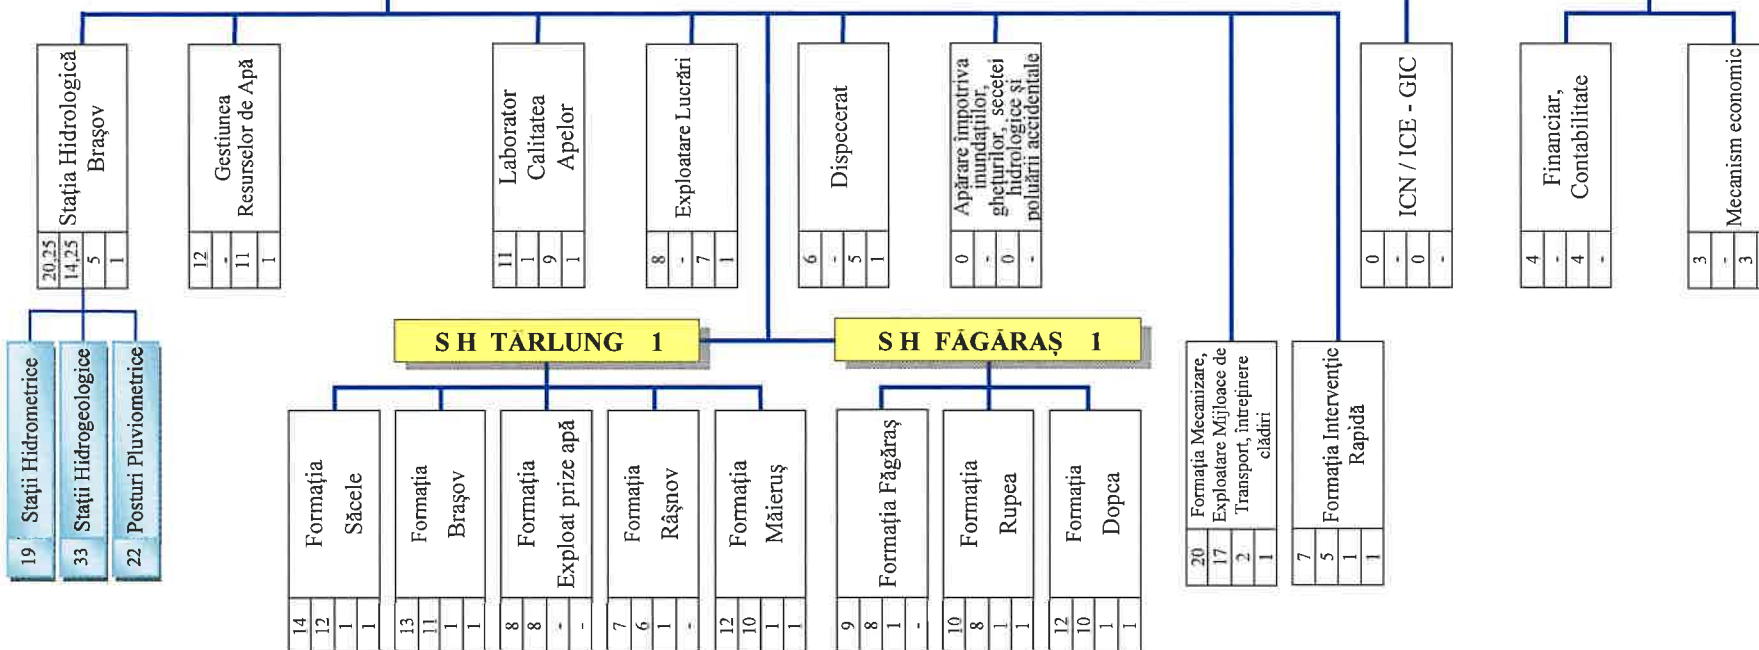 Stația Hidrologică
Brașov
20,25
14,25
5
1
Gestiunea
Resurselor de Apă
12
-
11
1
Laborator
Calitatea
Apelor
11
1
9
1
Exploatare Lucrări
8
-
7
1
Dispecerat
6
-
5
1
Apărare împotriva
inundațiilor,
ghețurilor, secetei
hidrologice și
poluării accidentale
0
-
0
-
ICN / ICE - GIC
0
-
0
-
Financiar,
Contabilitate
4
-
4
-
Mecanism economic
3
-
3
19 Stații Hidrometrice
33 Stații Hidrogeologice
22 Posturi Pluviometrice
S H TĂRLUNG 1
S H FĂGĂRAȘ 1
Formația
Săcele
14
12
1
1
Formația
Brașov
13
11
1
1
Formația
Exploat prize apă
8
8
-
-
Formația
Râșnov
7
6
1
-
Formația
Măieruș
12
10
1
1
Formația Făgăraș
9
8
1
-
Formația
Rupea
10
8
1
1
Formația
Dopca
12
10
1
1
Formația Mecanizare,
Exploatare Mijloace de
Transport, întreținere
clădiri
20
17
2
1
Formația Intervenție
Rapidă
7
5
1
1